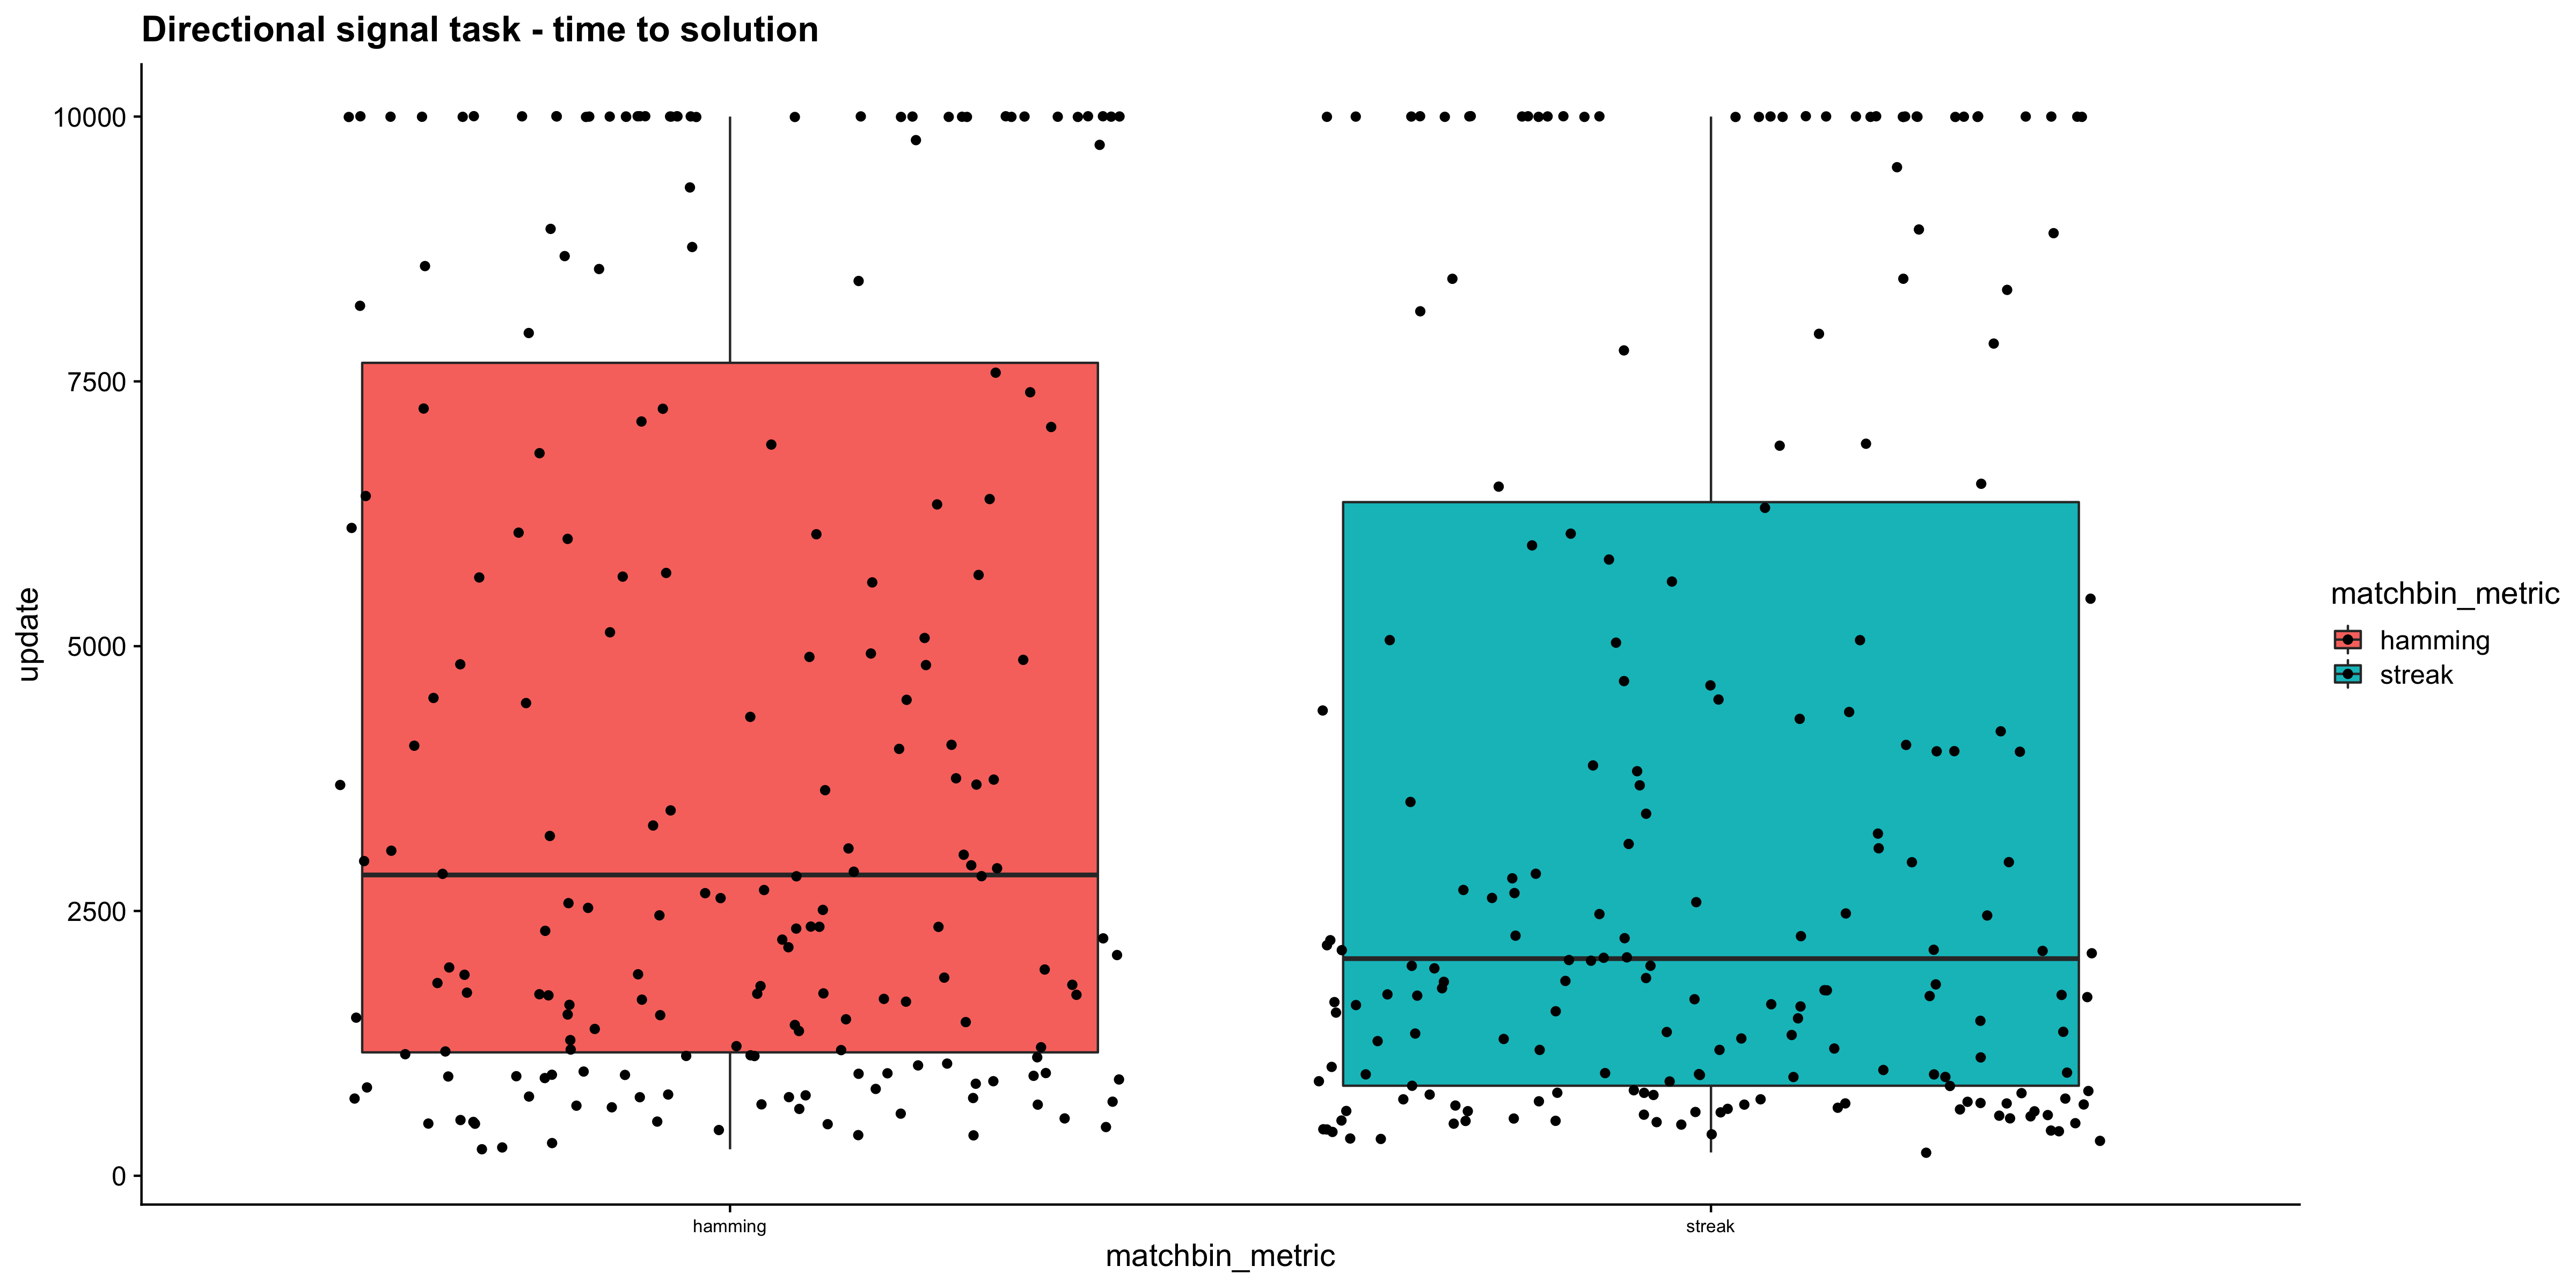 Directional signal task - time to solution
10000
7500
5000
2500
0
update
hamming
streak
matchbin_metric
matchbin_metric
hamming
streak